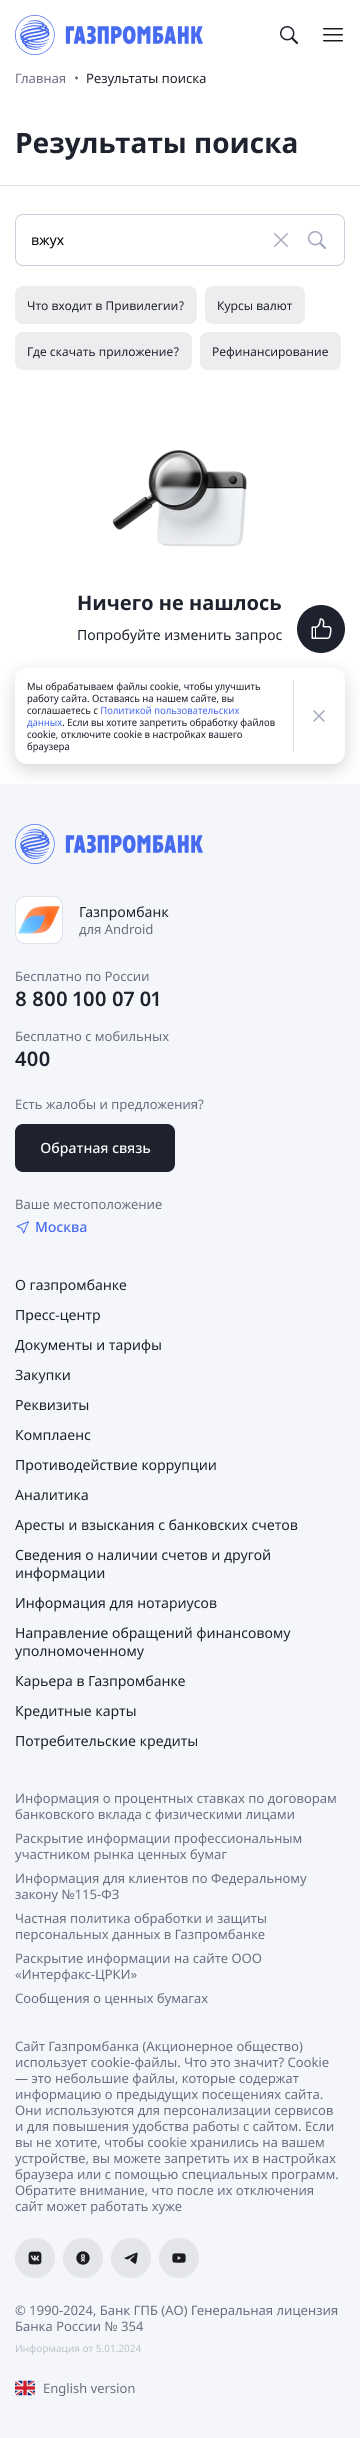 ГАЗПРОМБАНК
Главная • Результаты поиска
Результаты поиска
вжух
Что входит в Привилегии? Курсы валют
Где скачать приложение? Рефинансирование
Ничего не нашлось
Попробуйте изменить запрос
Мы обрабатываем файлы cookie, чтобы улучшить
работу сайта. Оставаясь на нашем сайте, вы
соглашаетесь с Политикой пользовательских
данных. Если вы хотите запретить обработку файлов
cookie, отключите cookie в настройках вашего
браузера
ГАЗПРОМБАНК
Газпромбанк
для Android
Бесплатно по России
8 800 100 07 01
Бесплатно с мобильных
400
Есть жалобы и предложения?
Обратная связь
Ваше местоположение
Москва
О газпромбанке
Пресс-центр
Документы и тарифы
Закупки
Реквизиты
Комплаенс
Противодействие коррупции
Аналитика
Аресты и взыскания с банковских счетов
Сведения о наличии счетов и другой
информации
Информация для нотариусов
Направление обращений финансовому
уполномоченному
Карьера в Газпромбанке
Кредитные карты
Потребительские кредиты
Информация о процентных ставках по договорам
банковского вклада с физическими лицами
Раскрытие информации профессиональным
участником рынка ценных бумаг
Информация для клиентов по Федеральному
закону №115-ФЗ
Частная политика обработки и защиты
персональных данных в Газпромбанке
Раскрытие информации на сайте ООО
«Интерфакс-ЦРКИ»
Сообщения о ценных бумагах
Сайт Газпромбанка (Акционерное общество)
использует cookie-файлы. Что это значит? Cookie
— это небольшие файлы, которые содержат
информацию о предыдущих посещениях сайта.
Они используются для персонализации сервисов
и для повышения удобства работы с сайтом. Если
вы не хотите, чтобы cookie хранились на вашем
устройстве, вы можете запретить их в настройках
браузера или с помощью специальных программ.
Обратите внимание, что после их отключения
сайт может работать хуже
© 1990-2024, Банк ГПБ (АО) Генеральная лицензия
Банка России № 354
Информация от 5.01.2024
English version